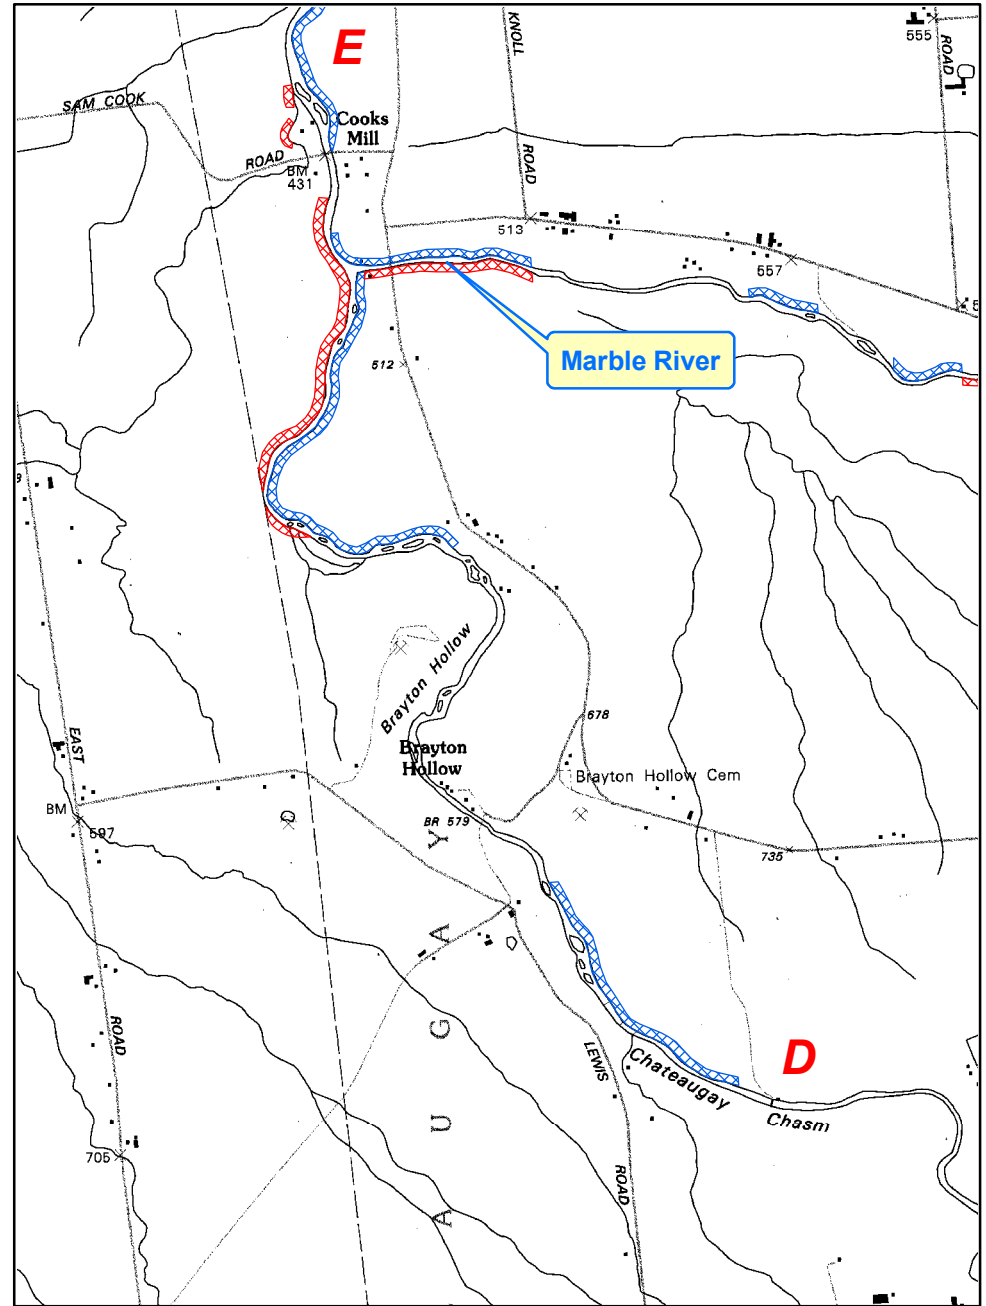 E
KNOLL
555
ROAD
SAM COOK
Cooks
Mill
ROAD
BM
431
ROAD
513
557
5
Marble River
512
678
Brayton Hollow
EAST
Brayton
Hollow
Brayton Hollow Cem
BM
597
BR 579
735
Y
A
G
U
A
ROAD
LEWIS
D
Chateaugay
Chasm
705
ROAD